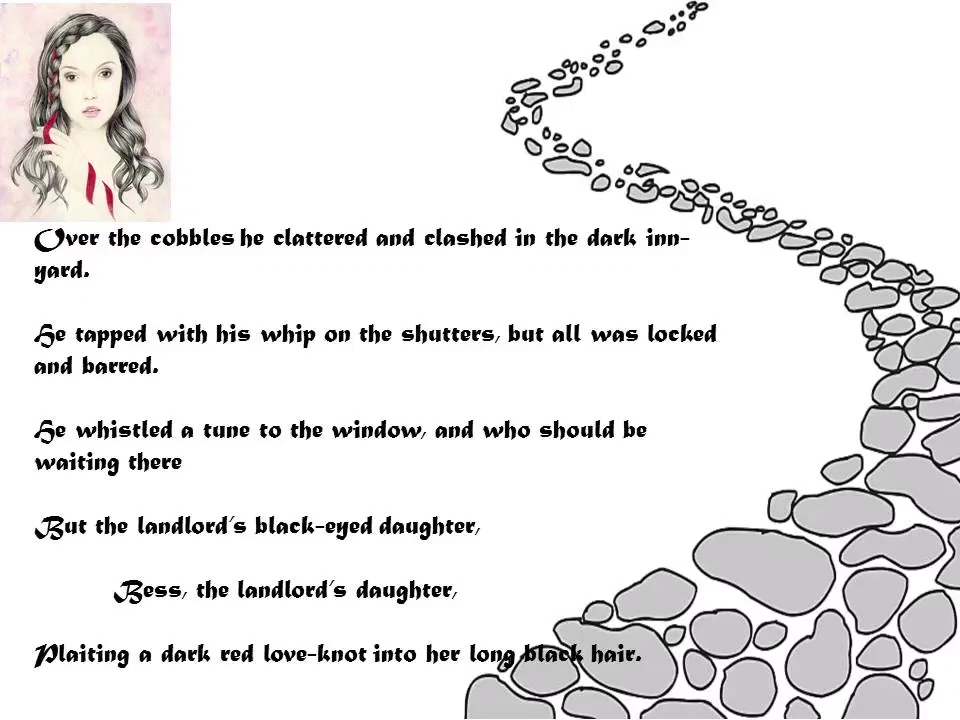 Over the cobbles he clattered and clashed in the dark inn-
yard.
He tapped with his whip on the shutters, but all was locked
and barred.
He whistled a tune to the window, and who should be
waiting there
But the landlord's black-eyed daughter,
Bess, the landlord's daughter,
Plaiting a dark red love-knot into her long black hair.